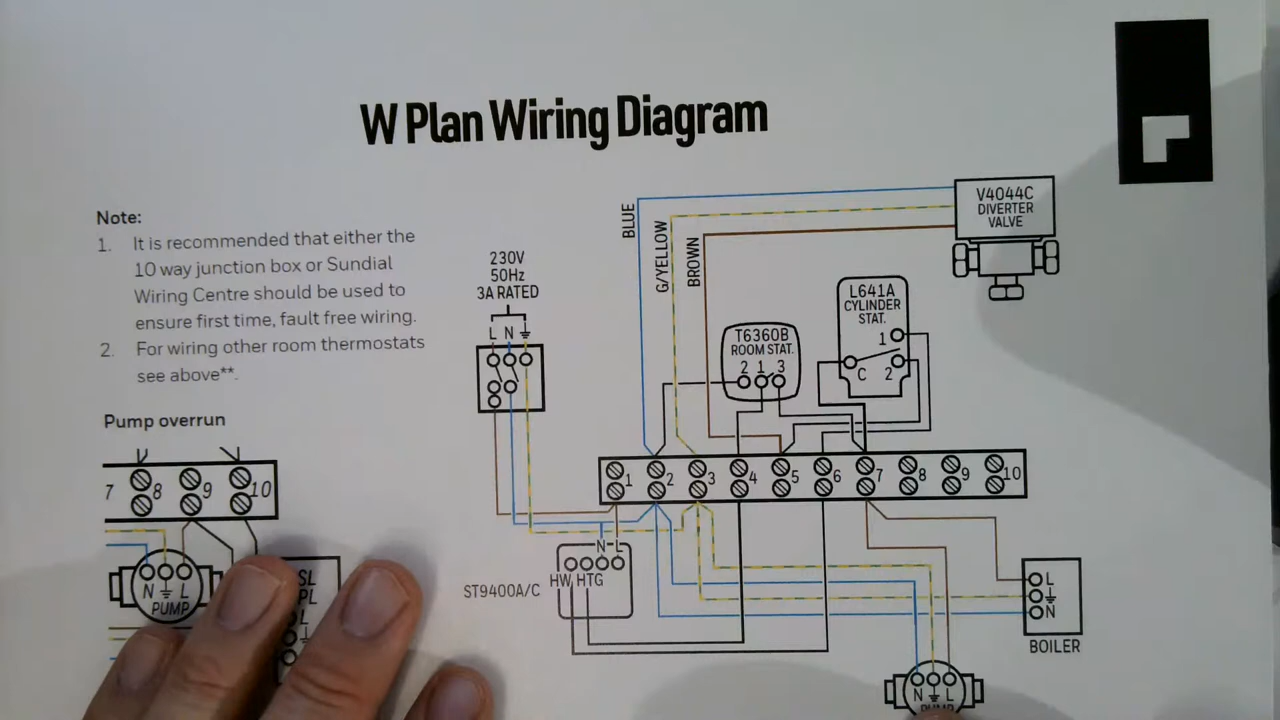 W Plan Wiring Diagram
Note:
1. It is recommended that either the
10 way junction box or Sundial
Wiring Centre should be used to
ensure first time, fault free wiring.
2. For wiring other room thermostats
see above**.
Pump overrun
7 8 9 10
N L
PUMP
SL
PL
L
230V
50Hz
3A RATED
L N
BLUE
G/YELLOW
BROWN
V4044C
DIVERTER
VALVE
T6360B
ROOM STAT.
2 1 3
L641A
CYLINDER
STAT.
1
C 2
1 2 3 4 5 6 7 8 9 10
N L
HW HTG
ST9400A/C
L
N
BOILER
N L
PUMP